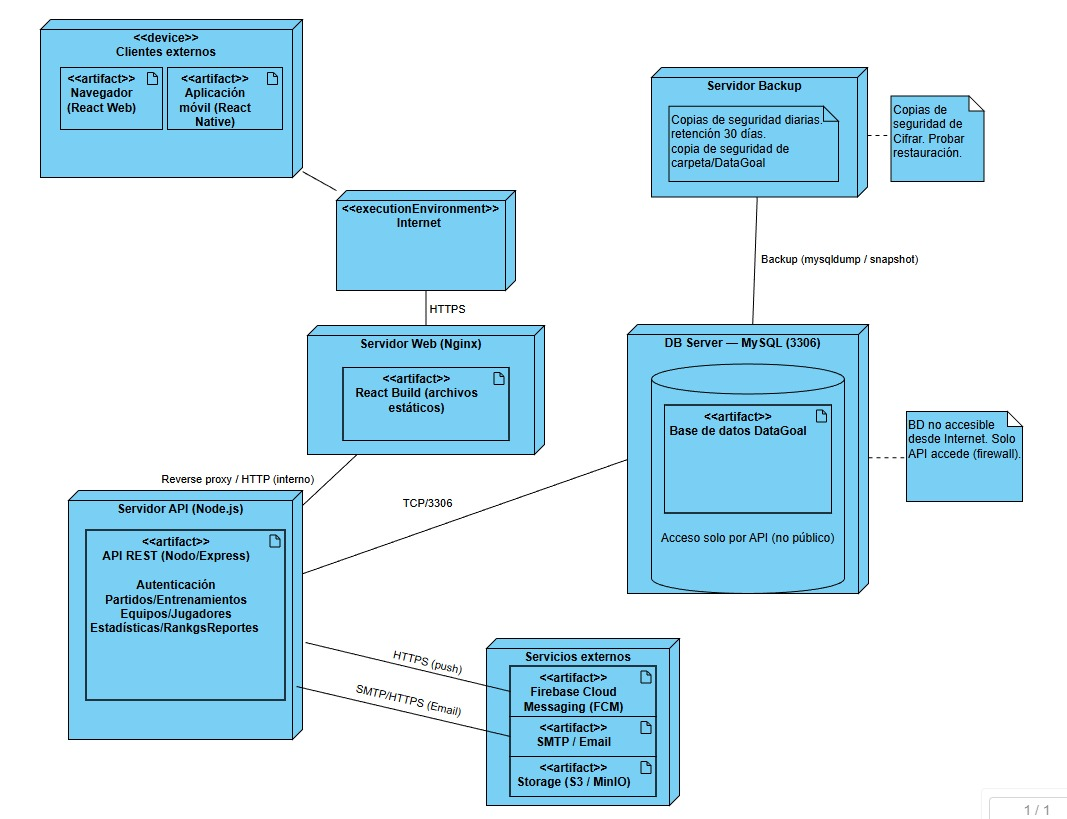 <<device>>
Clientes externos
<<artifact>>
Navegador
(React Web)
<<artifact>>
Aplicación
móvil (React
Native)
<<executionEnvironment>>
Internet
HTTPS
Servidor Web (Nginx)
<<artifact>>
React Build (archivos
estáticos)
Reverse proxy / HTTP (interno)
Servidor API (Node.js)
<<artifact>>
API REST (Nodo/Express)
Autenticación
Partidos/Entrenamientos
Equipos/Jugadores
Estadísticas/RankgsReportes
TCP/3306
HTTPS (push)
SMTP/HTTPS (Email)
Servicios externos
<<artifact>>
Firebase Cloud
Messaging (FCM)
<<artifact>>
SMTP / Email
<<artifact>>
Storage (S3 / MinIO)
Servidor Backup
Copias de seguridad diarias.
retención 30 días.
copia de seguridad de
carpeta/DataGoal
Copias de
seguridad de
Cifrar. Probar
restauración.
Backup (mysqldump / snapshot)
DB Server — MySQL (3306)
<<artifact>>
Base de datos DataGoal
Acceso solo por API (no público)
BD no accesible
desde Internet. Solo
API accede (firewall).
1 / 1